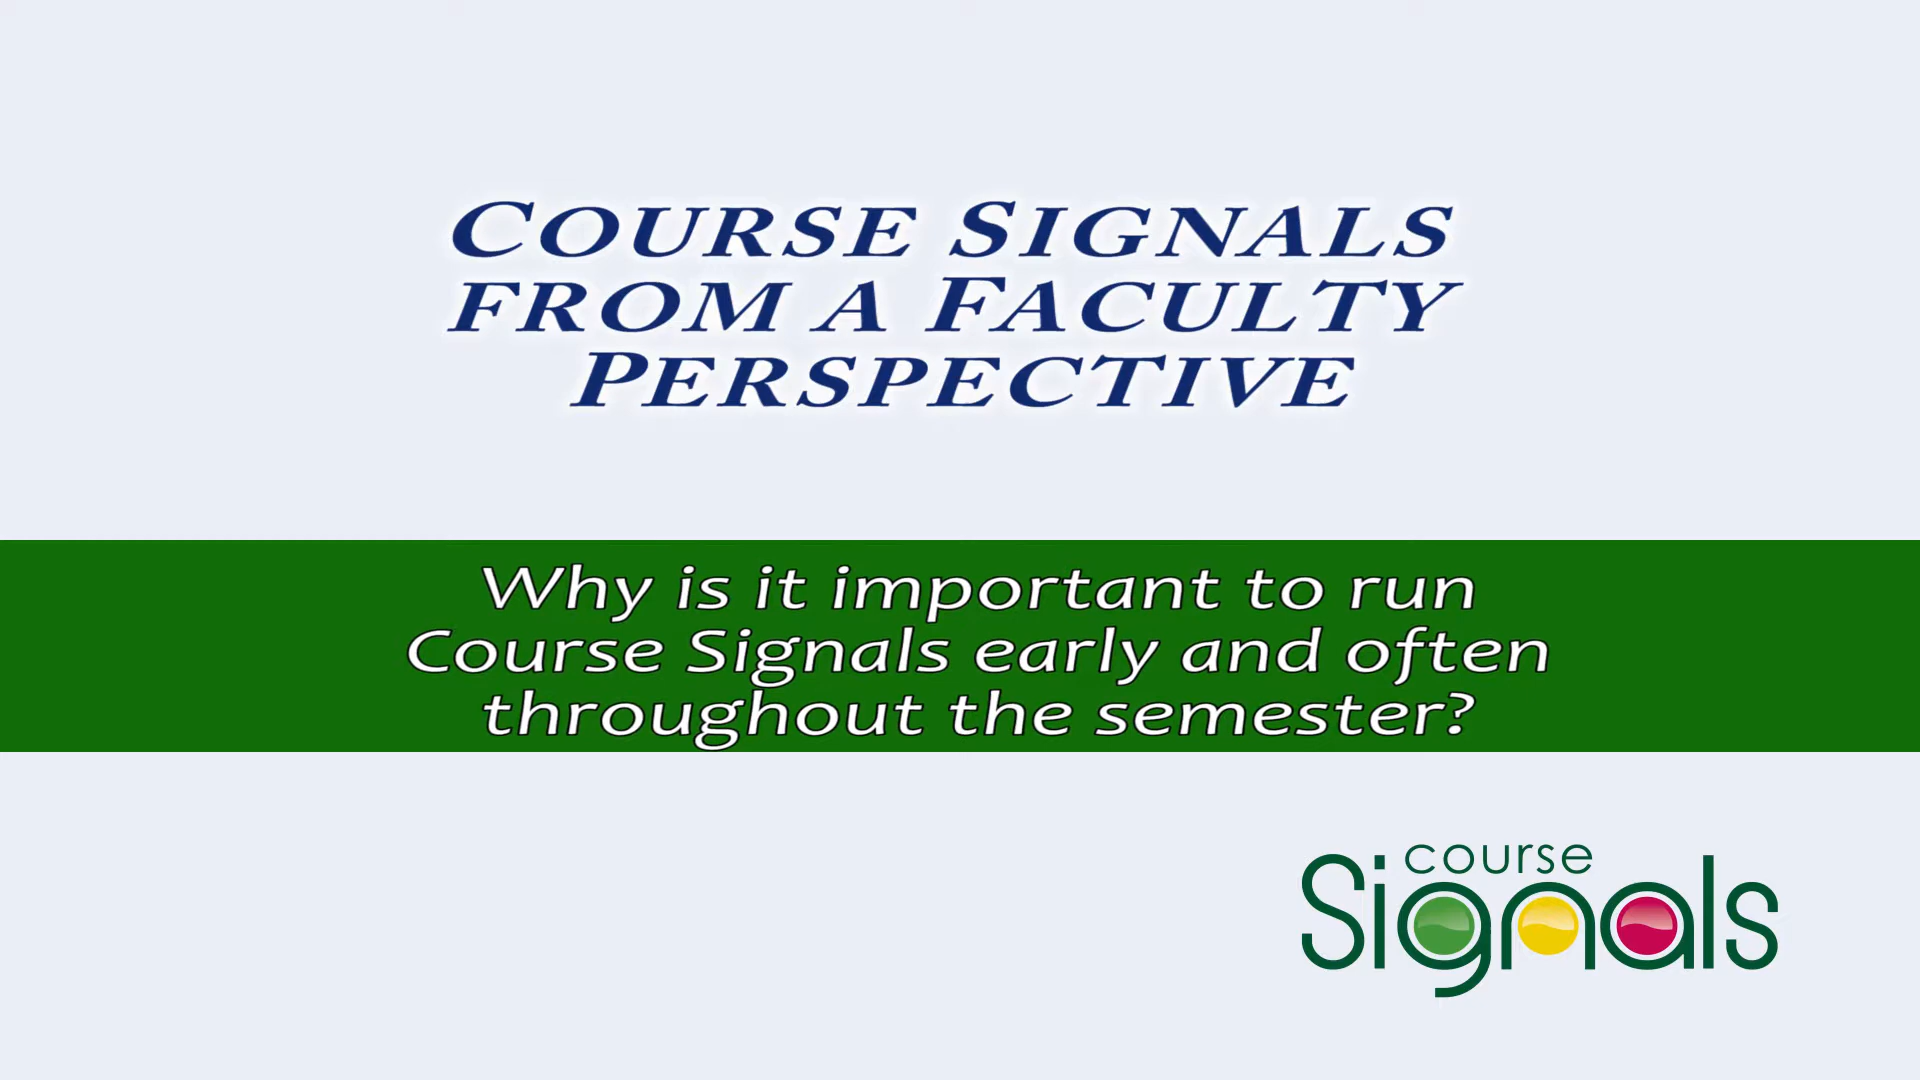 Course Signals
from a Faculty
Perspective
Why is it important to run
Course Signals early and often
throughout the semester?
course
Signals